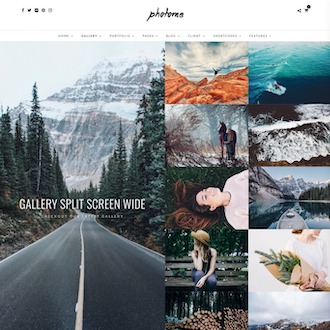 photome
HOME GALLERY PORTFOLIO PAGES BLOG CLIENT SHORTCODES FEATURES
GALLERY SPLIT SCREEN WIDE
CHECKOUT OUR LATEST GALLERY